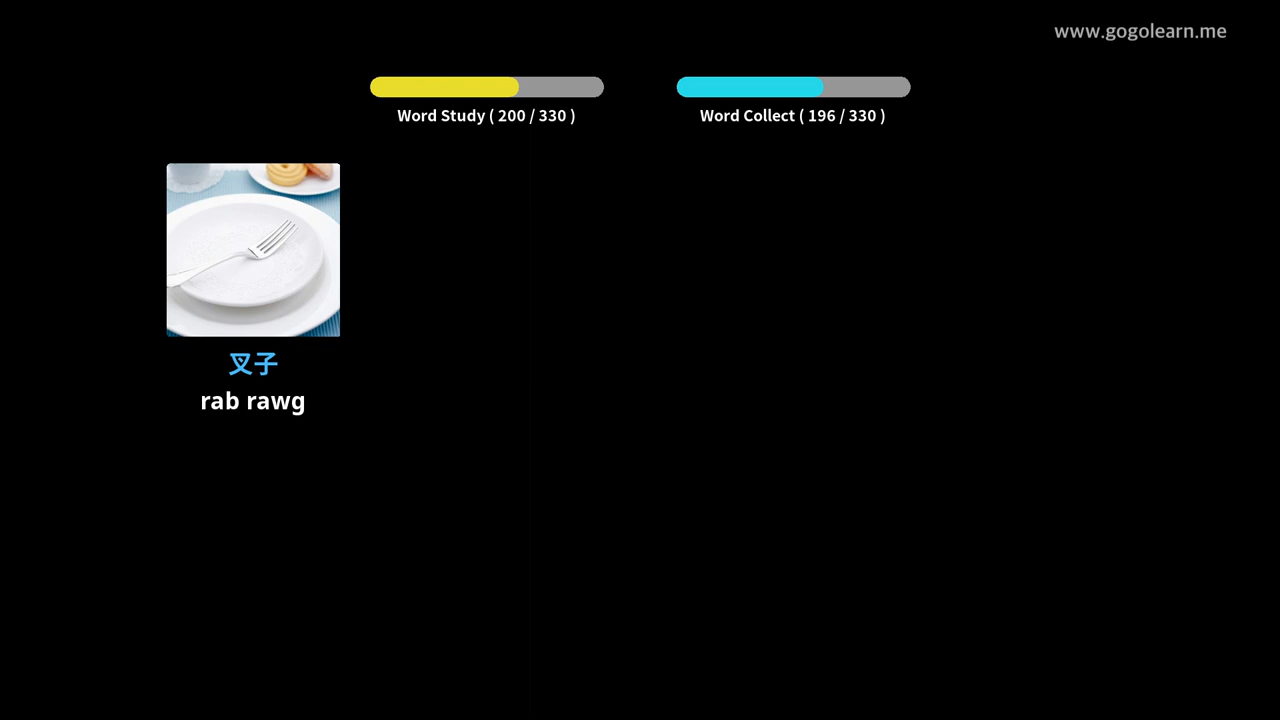 www.gogolearn.me
Word Study ( 200 / 330 )
Word Collect ( 196 / 330 )
叉子
rab rawg